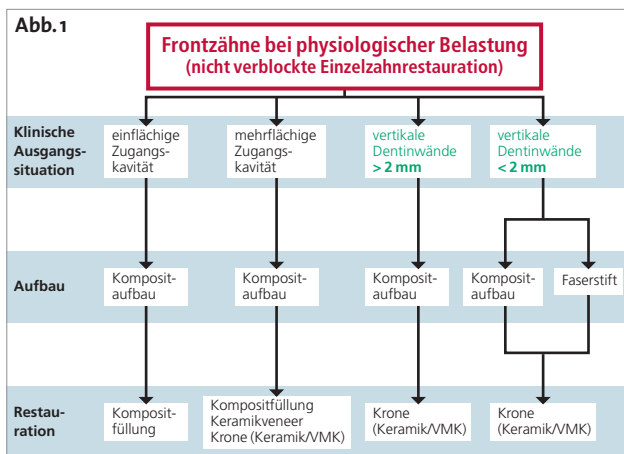 Abb.1
Frontzähne bei physiologischer Belastung
(nicht verblockte Einzelzahnrestauration)
Klinische
Ausgangs-
situation
einflächige
Zugangs-
kavität
mehrflächige
Zugangs-
kavität
vertikale
Dentinwände
> 2 mm
vertikale
Dentinwände
< 2 mm
Aufbau
Komposit-
aufbau
Komposit-
aufbau
Komposit-
aufbau
Komposit-
aufbau
Faserstift
Restau-
ration
Komposit-
füllung
Kompositfüllung
Keramikveneer
Krone (Keramik/VMK)
Krone
(Keramik/VMK)
Krone
(Keramik/VMK)